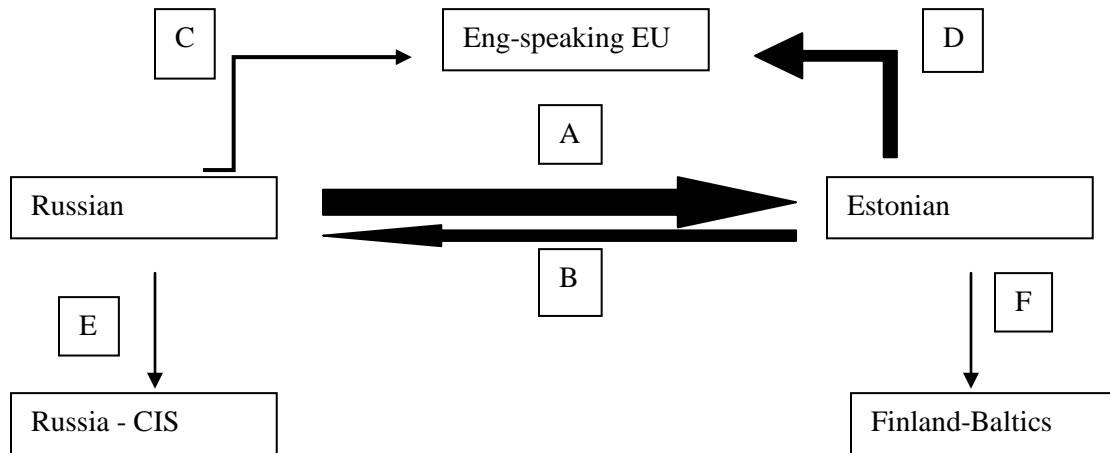 C
Eng-speaking EU
D
A
Russian
Estonian
B
E
F
Russia - CIS
Finland-Baltics